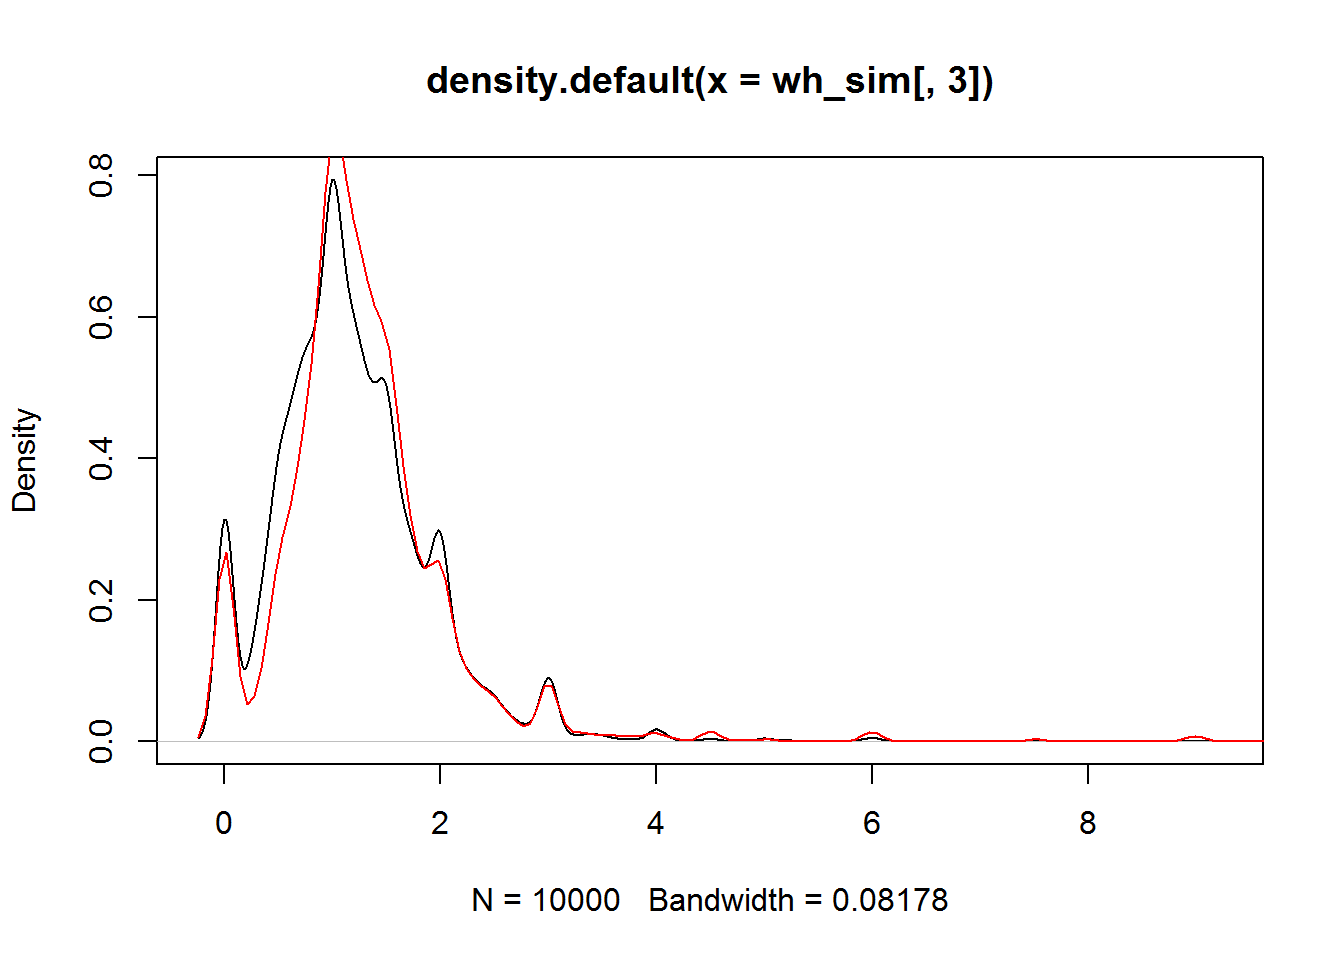 density.default(x = wh_sim[, 3])
Density
0.8
0.6
0.4
0.2
0.0
0 2 4 6 8
N = 10000 Bandwidth = 0.08178